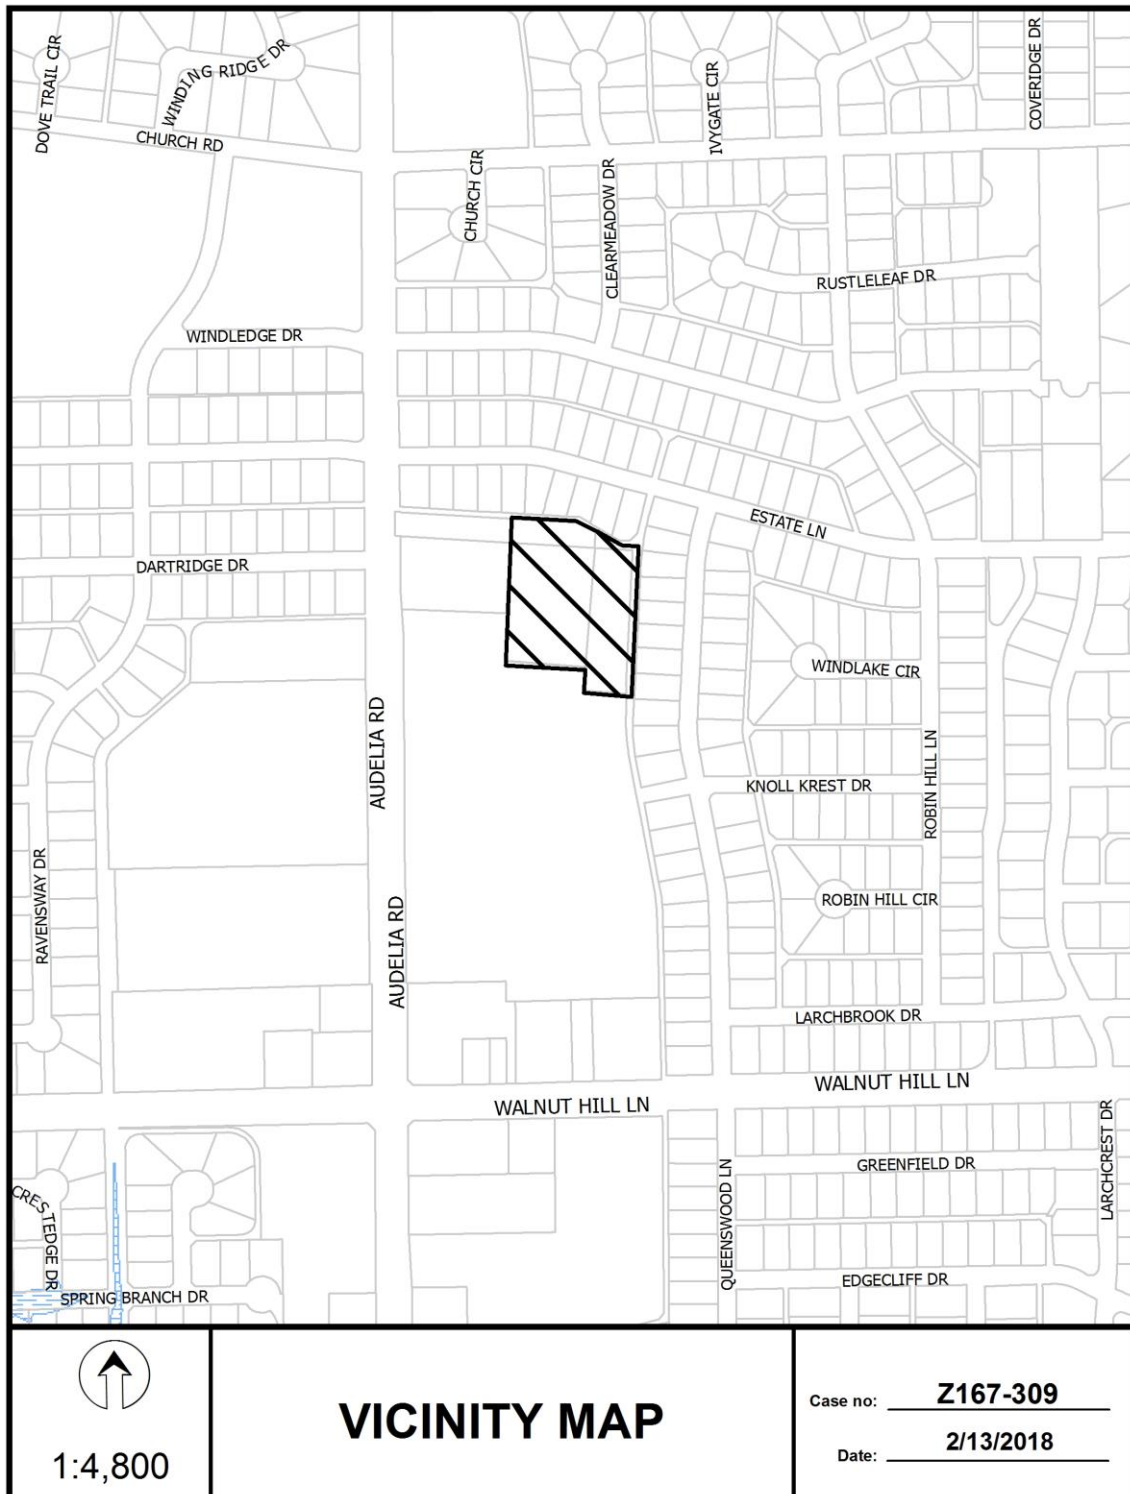 DOVE TRAIL CIR
WINDING RIDGE DR
COVERIDGE DR
CHURCH RD
IVYGATE CIR
CHURCH CIR
CLEARMEADOW DR
RUSTLELEAF DR
WINDLEDGE DR
ESTATE LN
DARTRIDGE DR
WINDLAKE CIR
AUDELIA RD
ROBIN HILL LN
KNOLL KREST DR
RAVENSWAY DR
ROBIN HILL CIR
AUDELIA RD
LARCHBROOK DR
WALNUT HILL LN
WALNUT HILL LN
LARCHCREST DR
GREENFIELD DR
QUEENSWOOD LN
CRESTEDGE DR
EDGECLIFF DR
SPRING BRANCH DR
1:4,800
VICINITY MAP
Case no: Z167-309
Date: 2/13/2018